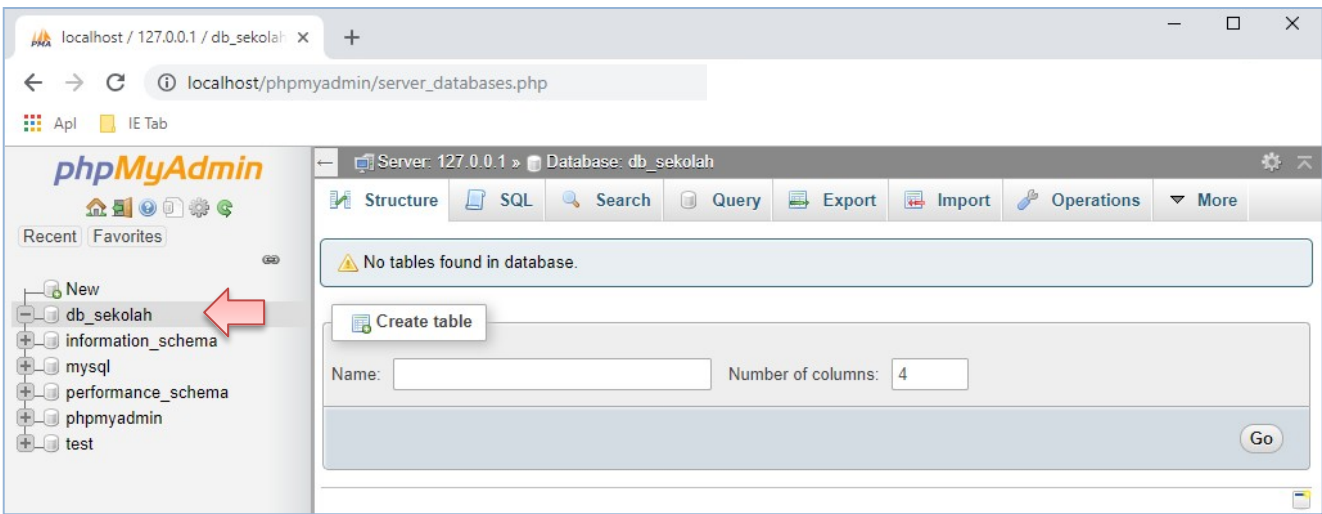 localhost / 127.0.0.1 / db_sekolah
localhost/phpmyadmin/server_databases.php
Apl IE Tab
phpMyAdmin
Recent Favorites
New
db_sekolah
information_schema
mysql
performance_schema
phpmyadmin
test
Server: 127.0.0.1 » Database: db_sekolah
Structure SQL Search Query Export Import Operations More
No tables found in database.
Create table
Name: Number of columns: 4
Go